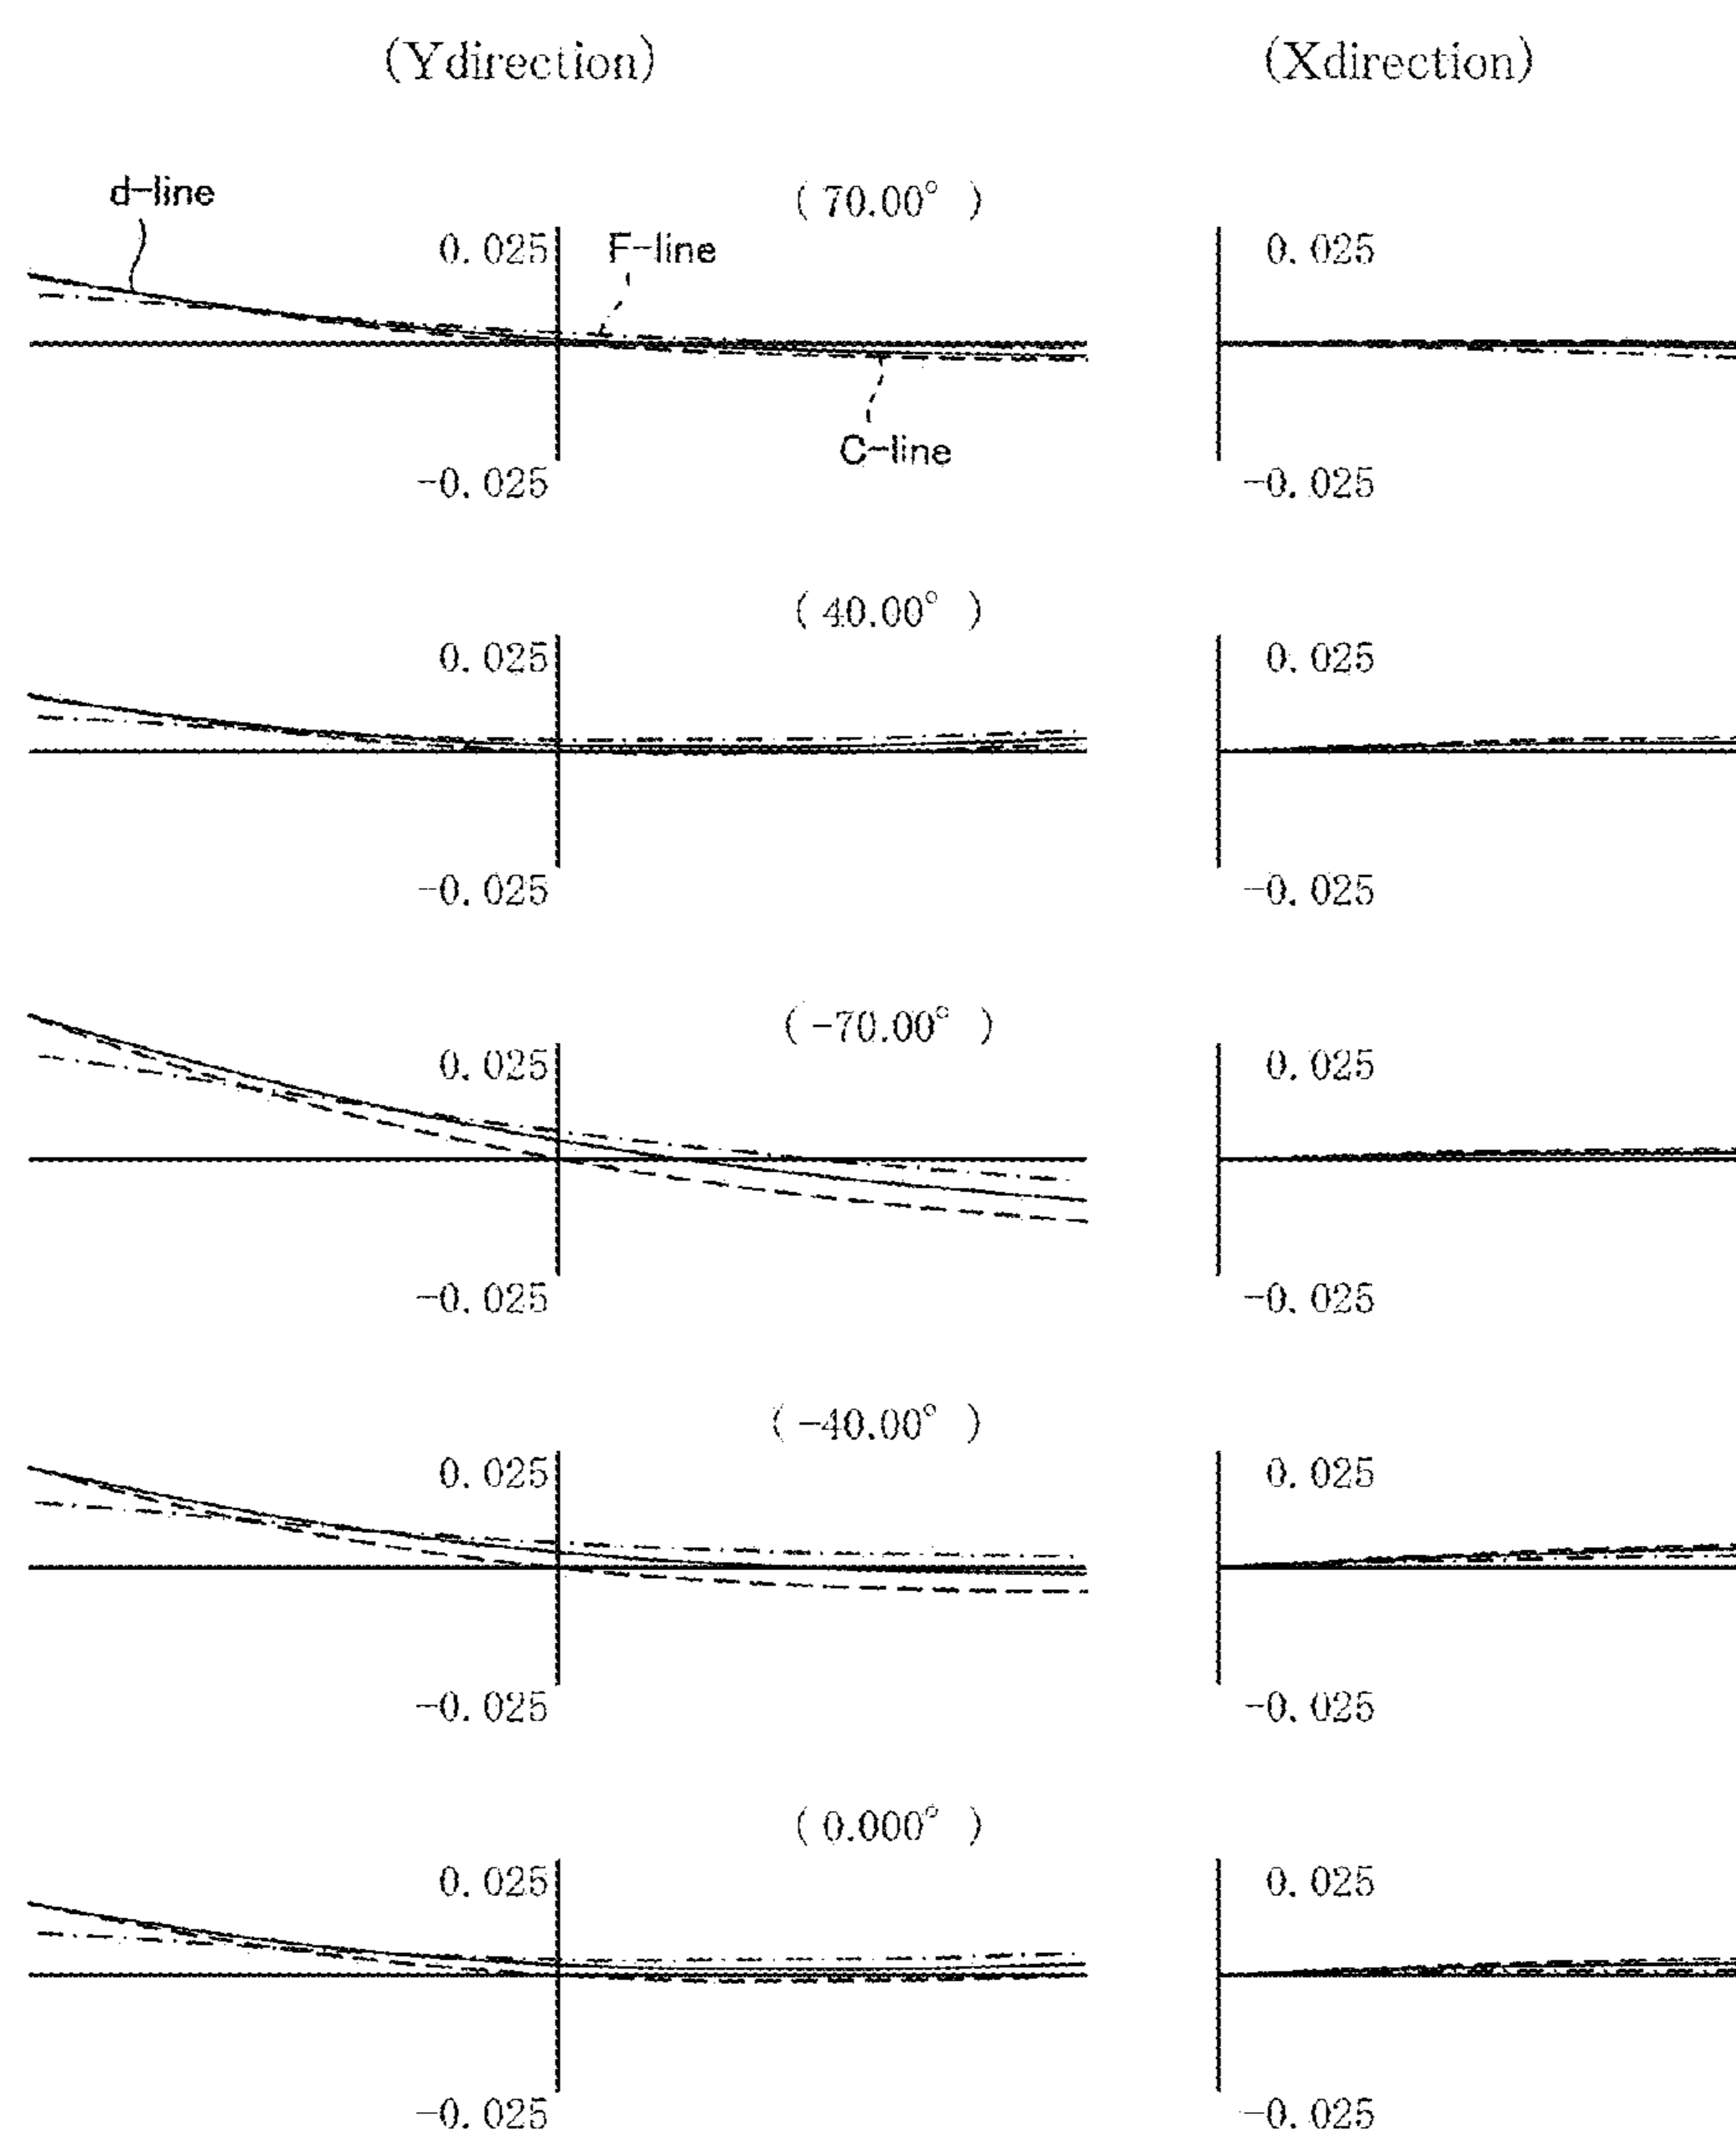 (Ydirection) (Xdirection)
d-line
( 70.00° )
0. 025 F-line 0. 025
C-line
-0. 025 -0. 025
( 40.00° )
0. 025 0. 025
-0. 025 -0. 025
( -70.00° )
0. 025 0. 025
-0. 025 -0. 025
( -40.00° )
0. 025 0. 025
-0. 025 -0. 025
( 0.000° )
0. 025 0. 025
-0. 025 -0. 025